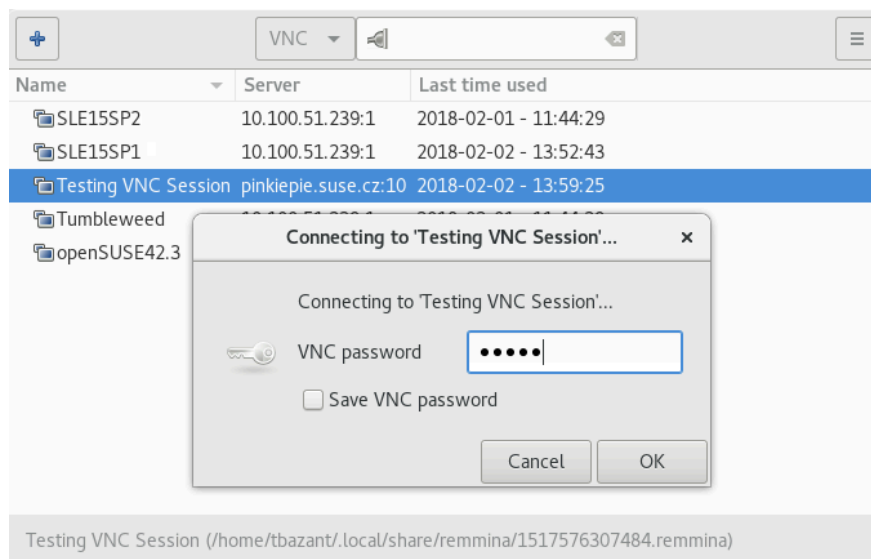 VNC
Name Server Last time used
SLE15SP2 10.100.51.239:1 2018-02-01 - 11:44:29
SLE15SP1 10.100.51.239:1 2018-02-02 - 13:52:43
Testing VNC Session pinkiepie.suse.cz:10 2018-02-02 - 13:59:25
Tumbleweed
openSUSE42.3
Connecting to 'Testing VNC Session'...
Connecting to 'Testing VNC Session'...
VNC password •••••
Save VNC password
Cancel OK
Testing VNC Session (/home/tbazant/.local/share/remmina/1517576307484.remmina)